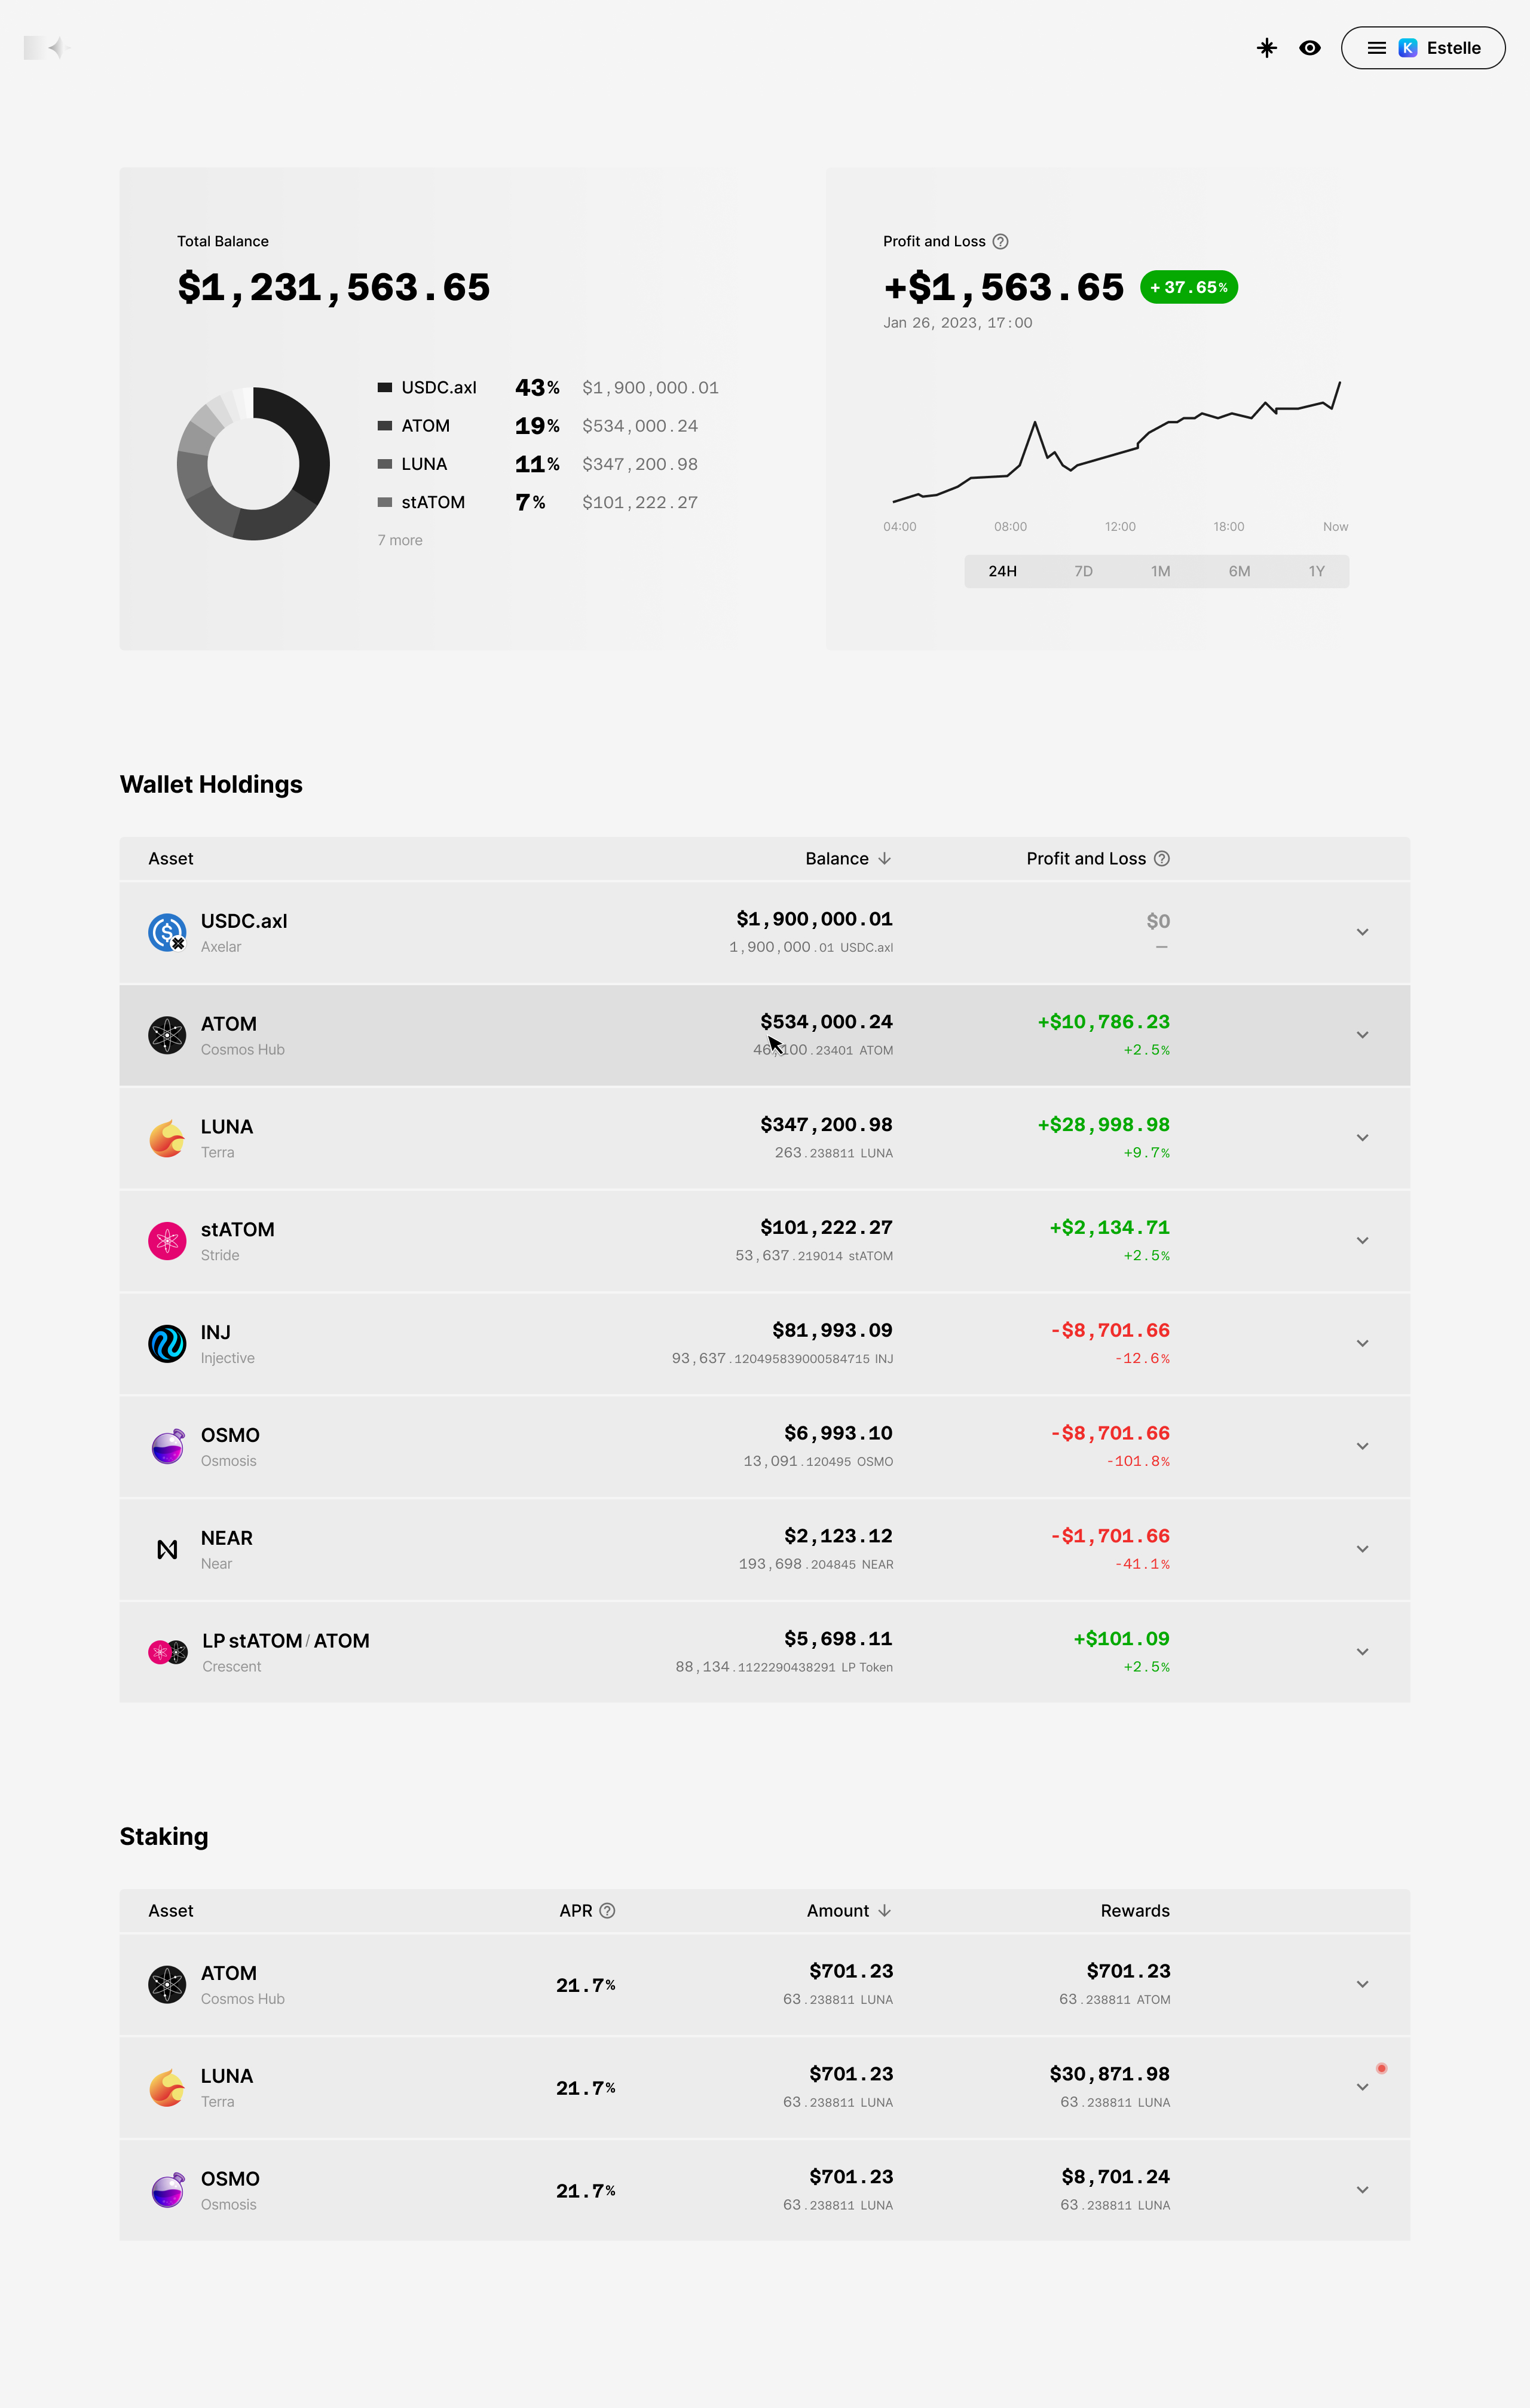 Estelle
Total Balance
$1,231,563.65
USDC.axl 43% $1,900,000.01
ATOM 19% $534,000.24
LUNA 11% $347,200.98
stATOM 7% $101,222.27
7 more
Profit and Loss
+$1,563.65 + 37.65%
Jan 26, 2023, 17:00
04:00 08:00 12:00 18:00 Now
24H 7D 1M 6M 1Y
Wallet Holdings
Asset Balance Profit and Loss
USDC.axl $1,900,000.01 $0
Axelar 1,900,000.01 USDC.axl —
ATOM $534,000.24 +$10,786.23
Cosmos Hub ATOM +2.5%
LUNA $347,200.98 +$28,998.98
Terra 263.238811 LUNA +9.7%
stATOM $101,222.27 +$2,134.71
Stride 53,637.219014 stATOM +2.5%
INJ $81,993.09 -$8,701.66
Injective 93,637.120495839000584715 INJ -12.6%
OSMO $6,993.10 -$8,701.66
Osmosis 13,091.120495 OSMO -101.8%
NEAR $2,123.12 -$1,701.66
Near 193,698.204845 NEAR -41.1%
LP stATOM / ATOM $5,698.11 +$101.09
Crescent 88,134.1122290438291 LP Token +2.5%
Staking
Asset APR Amount Rewards
ATOM $701.23 $701.23
Cosmos Hub 21.7% 63.238811 LUNA 63.238811 ATOM
LUNA $701.23 $30,871.98
Terra 21.7% 63.238811 LUNA 63.238811 LUNA
OSMO $701.23 $8,701.24
Osmosis 21.7% 63.238811 LUNA 63.238811 LUNA